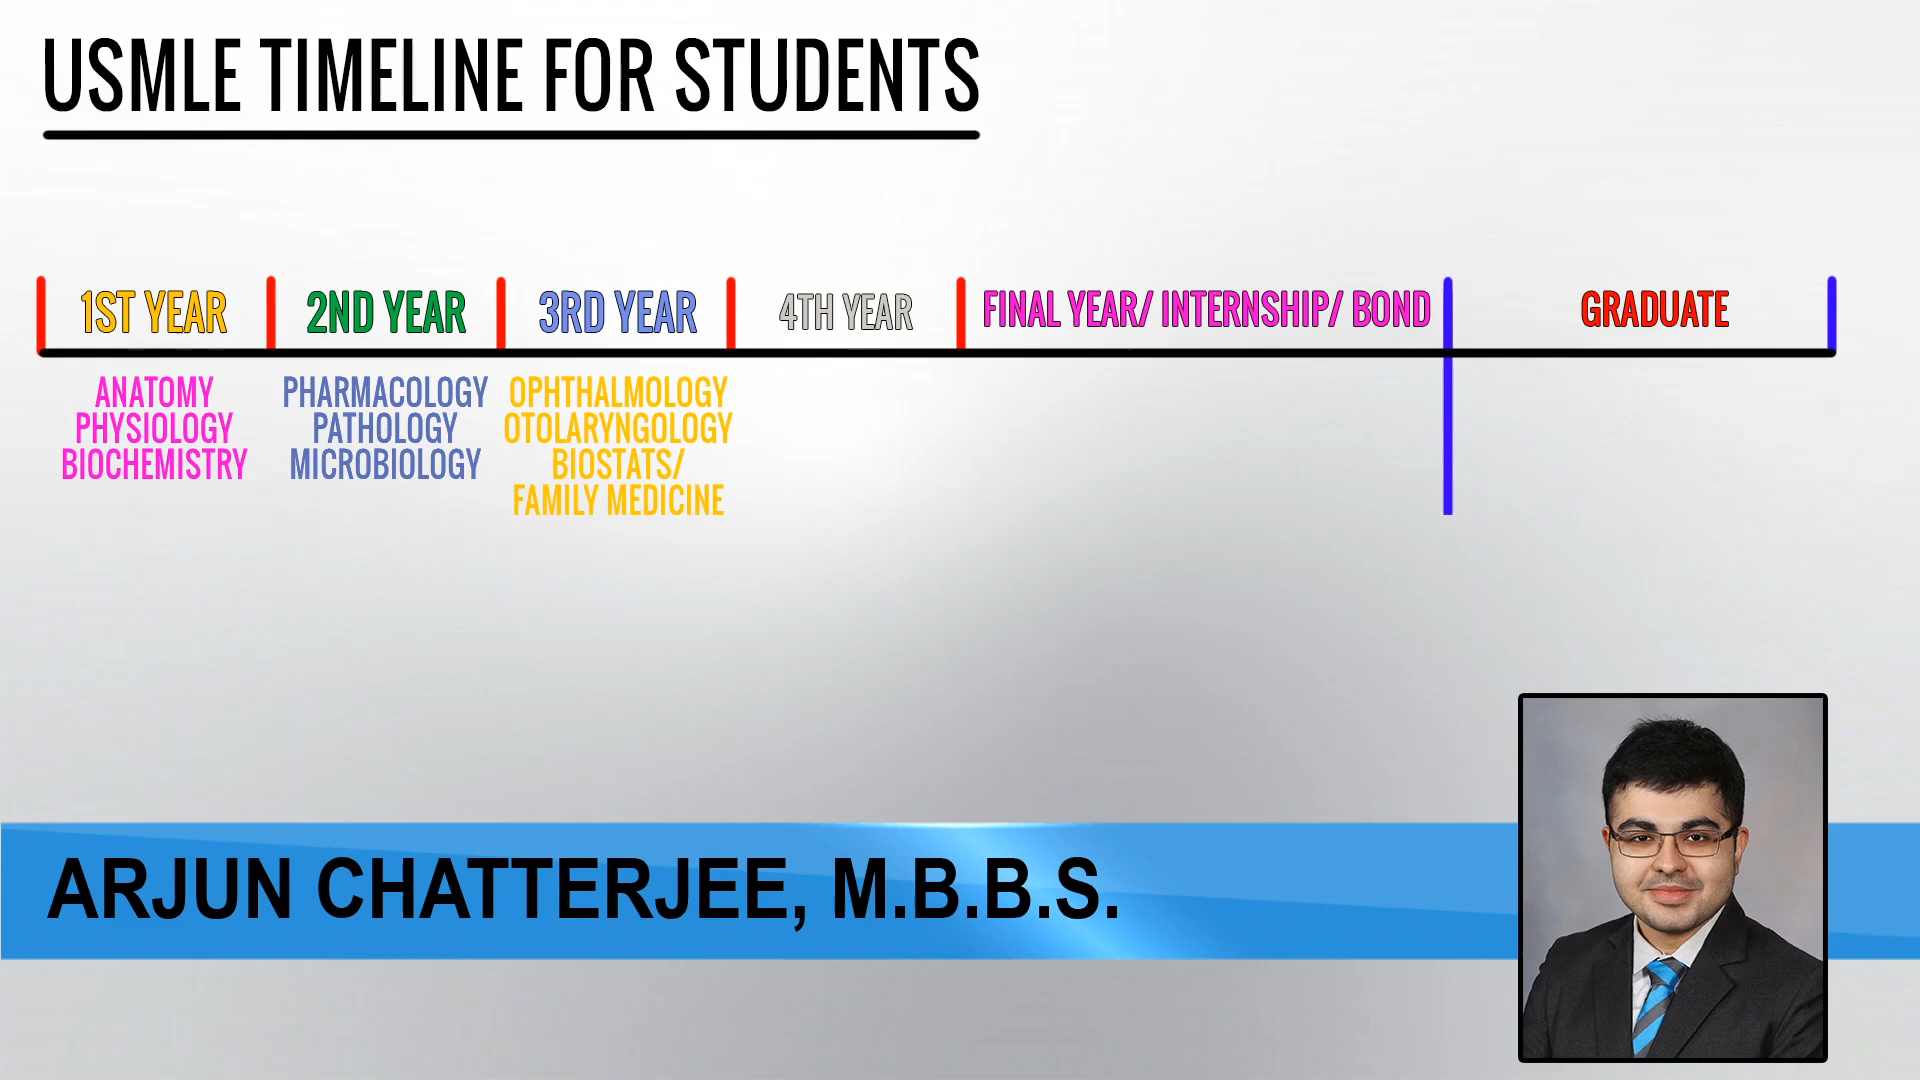 USMLE TIMELINE FOR STUDENTS
1ST YEAR
2ND YEAR
3RD YEAR
4TH YEAR
FINAL YEAR/ INTERNSHIP/ BOND
GRADUATE
ANATOMY
PHYSIOLOGY
BIOCHEMISTRY
PHARMACOLOGY
PATHOLOGY
MICROBIOLOGY
OPHTHALMOLOGY
OTOLARYNGOLOGY
BIOSTATS/
FAMILY MEDICINE
ARJUN CHATTERJEE, M.B.B.S.